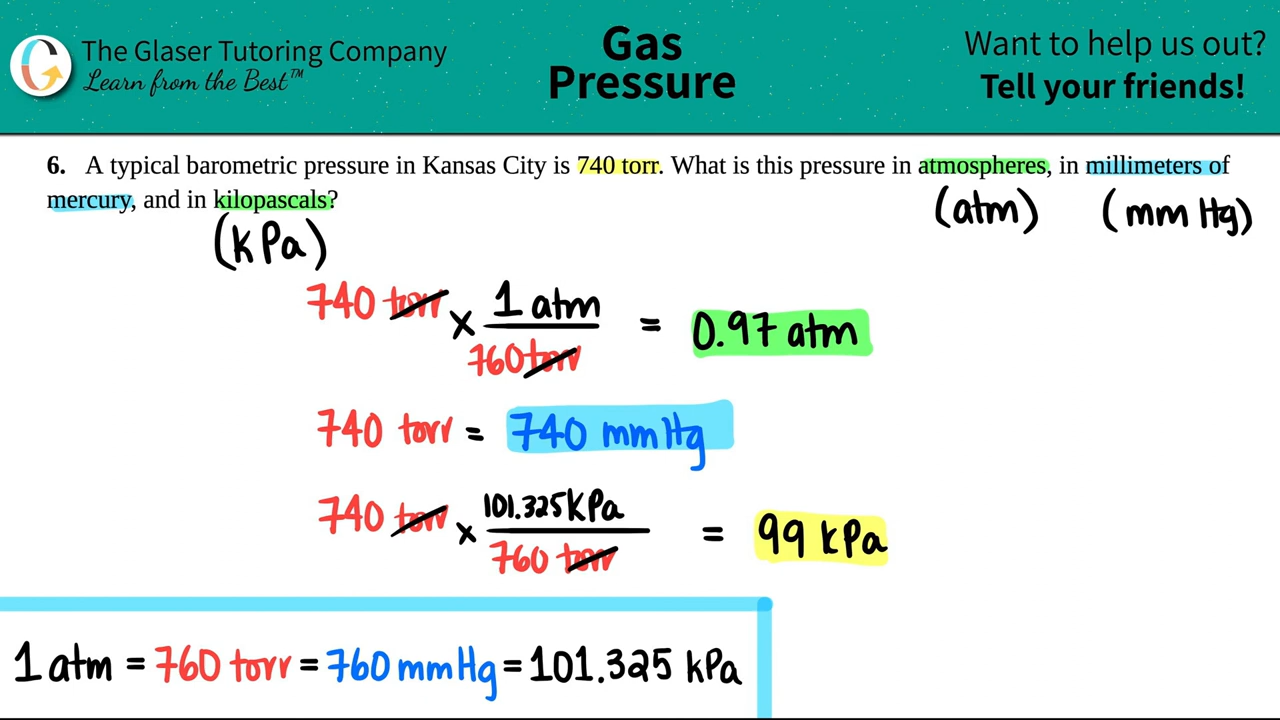 The Glaser Tutoring Company
Learn from the Best™
Gas
Pressure
Want to help us out?
Tell your friends!
6. A typical barometric pressure in Kansas City is 740 torr. What is this pressure in atmospheres, in millimeters of
mercury, and in kilopascals?
(atm) (mm Hg)
(kPa)
740 torr × 1 atm / 760 torr = 0.97 atm
740 torr = 740 mmHg
740 torr × 101.325 kPa / 760 torr = 99 kPa
1 atm = 760 torr = 760 mmHg = 101.325 kPa